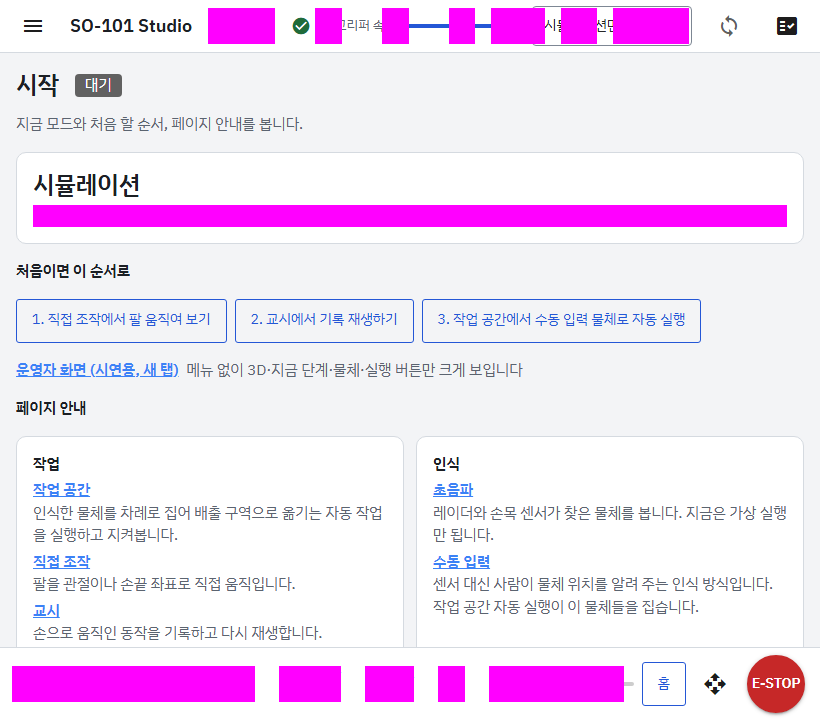 SO-101 Studio
그리퍼 속
시작 대기
지금 모드와 처음 할 순서, 페이지 안내를 봅니다.
시뮬레이션
처음이면 이 순서로
1. 직접 조작에서 팔 움직여 보기
2. 교시에서 기록 재생하기
3. 작업 공간에서 수동 입력 물체로 자동 실행
운영자 화면 (시연용, 새 탭) 메뉴 없이 3D·지금 단계·물체·실행 버튼만 크게 보입니다
페이지 안내
작업
작업 공간
인식한 물체를 차례로 집어 배출 구역으로 옮기는 자동 작업
을 실행하고 지켜봅니다.
직접 조작
팔을 관절이나 손끝 좌표로 직접 움직입니다.
교시
손으로 움직인 동작을 기록하고 다시 재생합니다.
인식
초음파
레이더와 손목 센서가 찾은 물체를 봅니다. 지금은 가상 실행
만 됩니다.
수동 입력
센서 대신 사람이 물체 위치를 알려 주는 인식 방식입니다.
작업 공간 자동 실행이 이 물체들을 집습니다.
홈
E-STOP